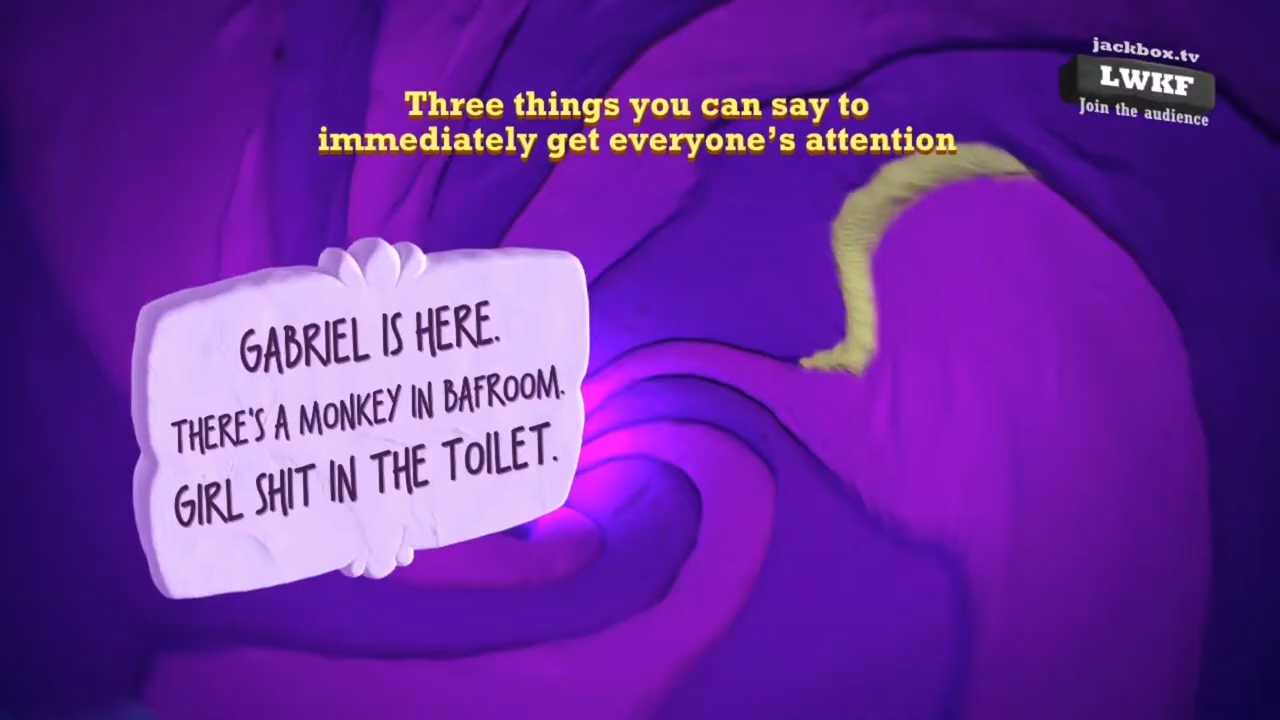 jackbox.tv
LWKF
Join the audience
Three things you can say to
immediately get everyone's attention
GABRIEL IS HERE.
THERE'S A MONKEY IN BAFROOM.
GIRL SHIT IN THE TOILET.